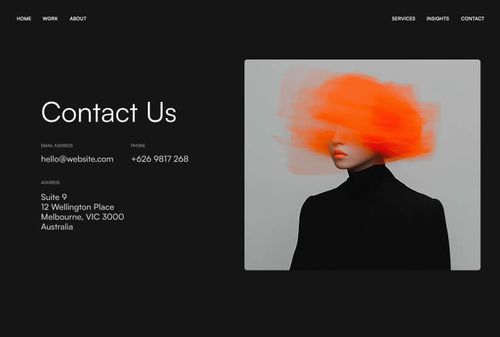 HOME WORK ABOUT SERVICES INSIGHTS CONTACT
Contact Us
EMAIL ADDRESS PHONE
hello@website.com +626 9817 268
ADDRESS
Suite 9
12 Wellington Place
Melbourne, VIC 3000
Australia